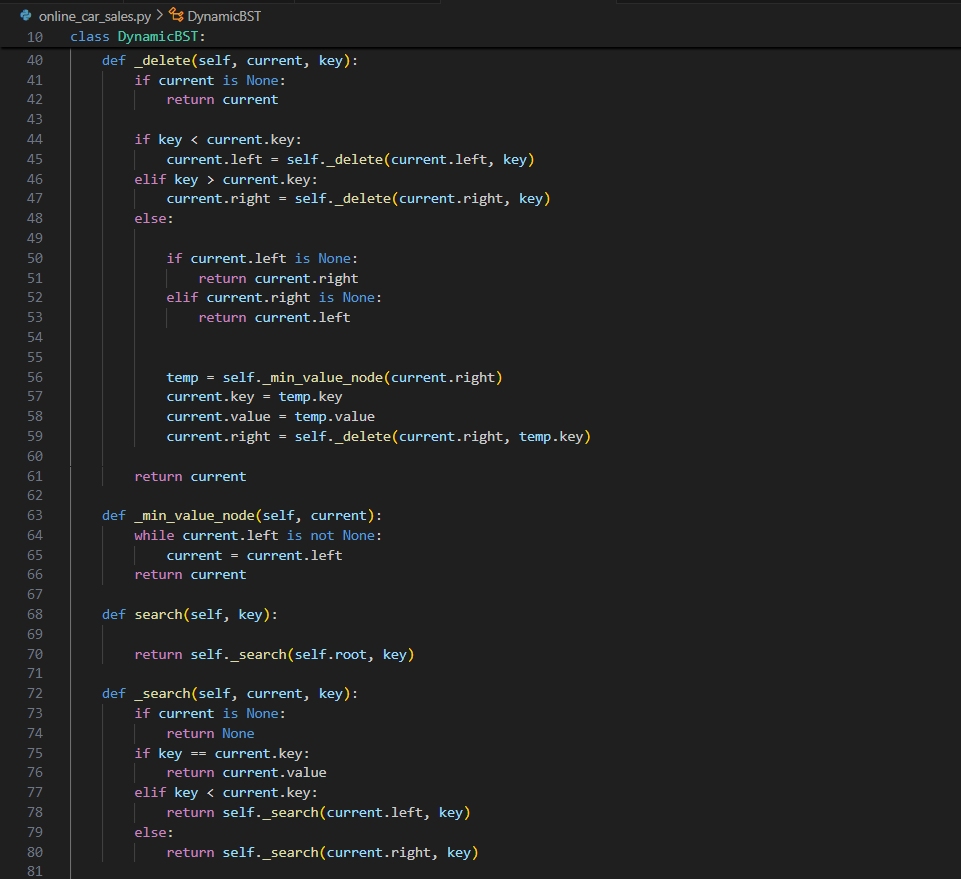 online_car_sales.py > DynamicBST
10 class DynamicBST:
40     def _delete(self, current, key):
41         if current is None:
42             return current
43
44         if key < current.key:
45             current.left = self._delete(current.left, key)
46         elif key > current.key:
47             current.right = self._delete(current.right, key)
48         else:
49
50             if current.left is None:
51                 return current.right
52             elif current.right is None:
53                 return current.left
54
55
56             temp = self._min_value_node(current.right)
57             current.key = temp.key
58             current.value = temp.value
59             current.right = self._delete(current.right, temp.key)
60
61         return current
62
63     def _min_value_node(self, current):
64         while current.left is not None:
65             current = current.left
66         return current
67
68     def search(self, key):
69
70         return self._search(self.root, key)
71
72     def _search(self, current, key):
73         if current is None:
74             return None
75         if key == current.key:
76             return current.value
77         elif key < current.key:
78             return self._search(current.left, key)
79         else:
80             return self._search(current.right, key)
81